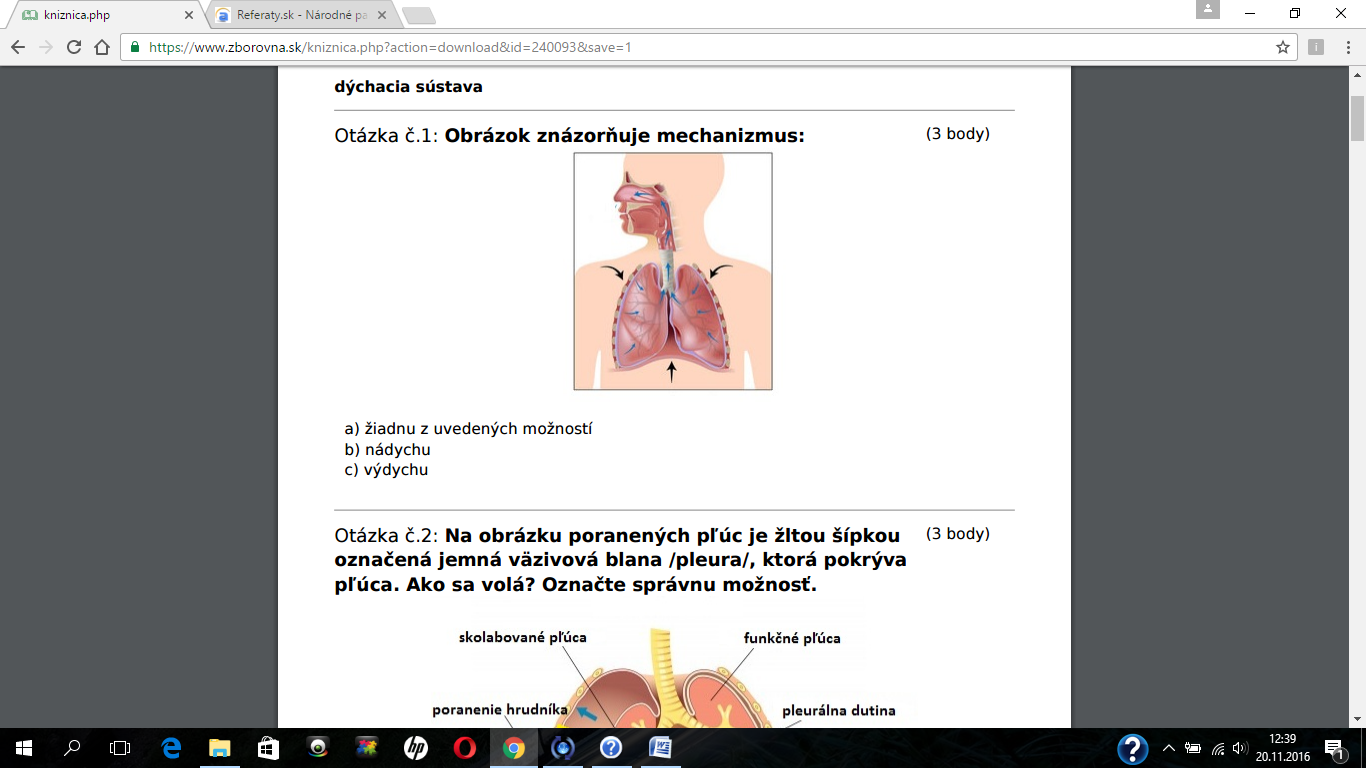 kniznica.php
Referaty.sk - Národné pa
https://www.zborovna.sk/kniznica.php?action=download&id=240093&save=1
dýchacia sústava
Otázka č.1: Obrázok znázorňuje mechanizmus: (3 body)
a) žiadnu z uvedených možností
b) nádychu
c) výdychu
Otázka č.2: Na obrázku poranených pľúc je žltou šípkou (3 body)
označená jemná väzivová blana /pleura/, ktorá pokrýva
pľúca. Ako sa volá? Označte správnu možnosť.
skolabované pľúca funkčné pľúca
poranenie hrudníka pleurálna dutina
12:39
20.11.2016
1